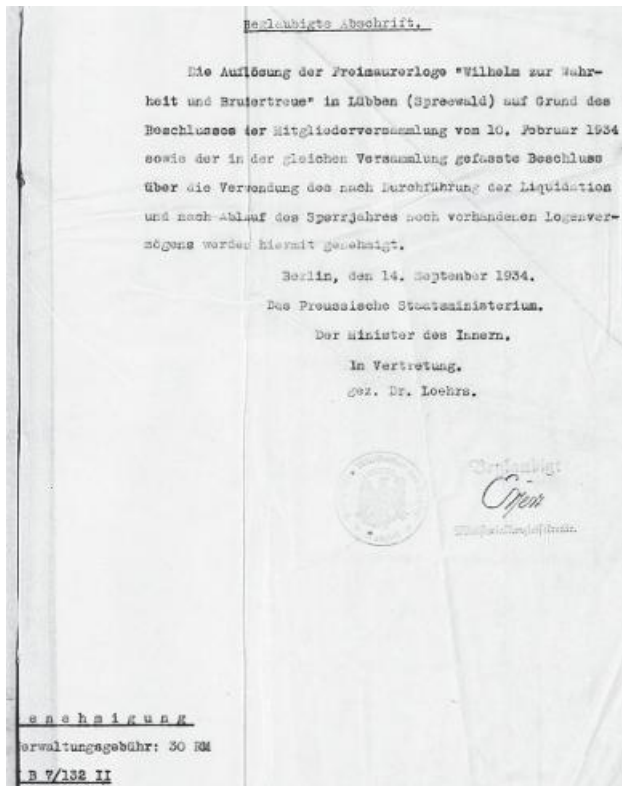 Beglaubigte Abschrift.
Die Auflösung der Freimaurerloge "Wilhelm zur Wahr-
heit und Brudertreue" in Lübben (Spreewald) auf Grund des
Beschlusses der Mitgliederversammlung vom 10. Februar 1934
sowie der in der gleichen Versammlung gefasste Beschluss
über die Verwendung des nach Durchführung der Liquidation
und nach Ablauf des Sperrjahres noch vorhandenen Logenver-
mögens werden hiermit genehmigt.
Berlin, den 14. September 1934.
Das Preussische Staatsministerium.
Der Minister des Innern.
In Vertretung.
gez. Dr. Loehrs.
Beglaubigt
enehmigung
erwaltungsgebühr: 30 RM
B 7/132 II